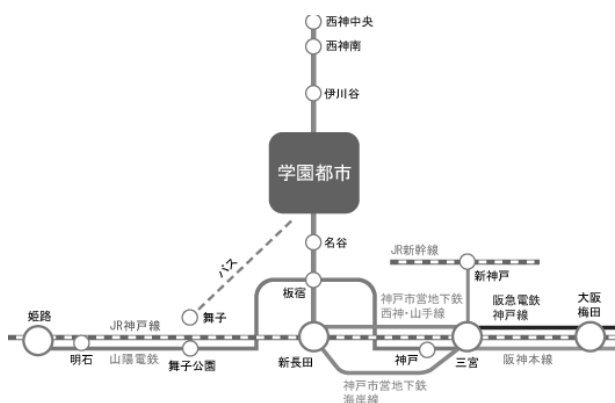 西神中央
西神南
伊川谷
学園都市
名谷
バス
JR新幹線
新神戸
板宿
舞子
神戸市営地下鉄
西神・山手線
阪急電鉄
神戸線
大阪
梅田
姫路
JR神戸線
明石
山陽電鉄
舞子公園
新長田
神戸
三宮
阪神本線
神戸市営地下鉄
海岸線